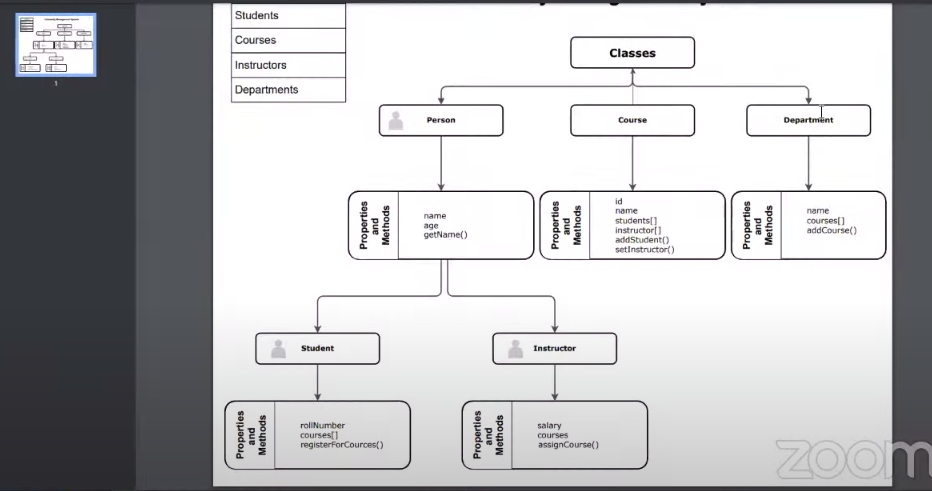 Students
Courses
Instructors
Departments
Classes
Person
Course
Department
Properties
and
Methods
name
age
getName()
Properties
and
Methods
id
name
students[]
instructor[]
addStudent()
setInstructor()
Properties
and
Methods
name
courses[]
addCourse()
Student
Instructor
Properties
and
Methods
rollNumber
courses[]
registerForCources()
Properties
and
Methods
salary
courses
assignCourse()
zoom
1